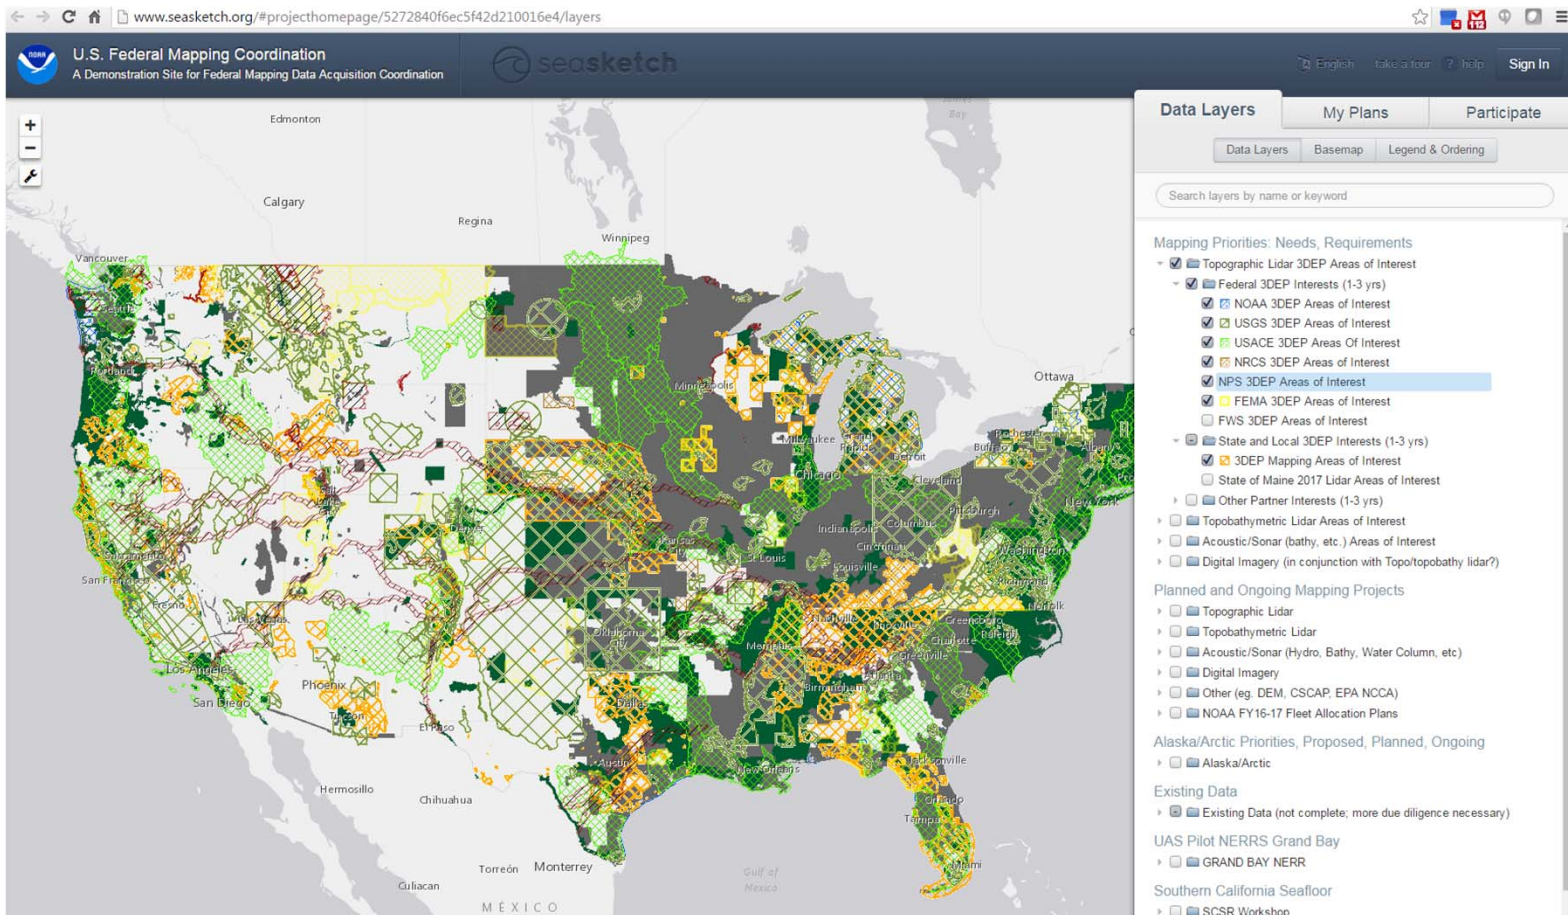 www.seasketch.org/#projecthomepage/5272840f6ec5f42d210016e4/layers
112
NOAA
U.S. Federal Mapping Coordination
A Demonstration Site for Federal Mapping Data Acquisition Coordination
seasketch
English take a tour ? help Sign In
Data Layers My Plans Participate
Data Layers Basemap Legend & Ordering
Search layers by name or keyword
Mapping Priorities: Needs, Requirements
Topographic Lidar 3DEP Areas of Interest
Federal 3DEP Interests (1-3 yrs)
NOAA 3DEP Areas of Interest
USGS 3DEP Areas of Interest
USACE 3DEP Areas Of Interest
NRCS 3DEP Areas of Interest
NPS 3DEP Areas of Interest
FEMA 3DEP Areas of Interest
FWS 3DEP Areas of Interest
State and Local 3DEP Interests (1-3 yrs)
3DEP Mapping Areas of Interest
State of Maine 2017 Lidar Areas of Interest
Other Partner Interests (1-3 yrs)
Topobathymetric Lidar Areas of Interest
Acoustic/Sonar (bathy, etc.) Areas of Interest
Digital Imagery (in conjunction with Topo/topobathy lidar?)
Planned and Ongoing Mapping Projects
Topographic Lidar
Topobathymetric Lidar
Acoustic/Sonar (Hydro, Bathy, Water Column, etc)
Digital Imagery
Other (eg. DEM, CSCAP, EPA NCCA)
NOAA FY16-17 Fleet Allocation Plans
Alaska/Arctic Priorities, Proposed, Planned, Ongoing
Alaska/Arctic
Existing Data
Existing Data (not complete; more due diligence necessary)
UAS Pilot NERRS Grand Bay
GRAND BAY NERR
Southern California Seafloor
SCSR Workshop
Bay
Edmonton
Calgary
Regina
Winnipeg
Vancouver
Seattle
Portland
Minneapolis
Ottawa
Milwaukee
Grand Rapids
Detroit
Buffalo
Rochester
Albany
Chicago
Cleveland
New York
Pittsburgh
Salt Lake City
Denver
Indianapolis
Columbus
Cincinnati
Washington
Kansas City
St Louis
Louisville
Richmond
Sacramento
San Francisco
Fresno
Las Vegas
Norfolk
Nashville
Knoxville
Greensboro
Raleigh
Oklahoma City
Memphis
Charlotte
Greenville
Los Angeles
Atlanta
Phoenix
Birmingham
San Diego
Tucson
Dallas
El Paso
Austin
New Orleans
Jacksonville
Hermosillo
Chihuahua
Orlando
Tampa
Miami
Torreón
Monterrey
Gulf of Mexico
Culiacan
MÉXICO